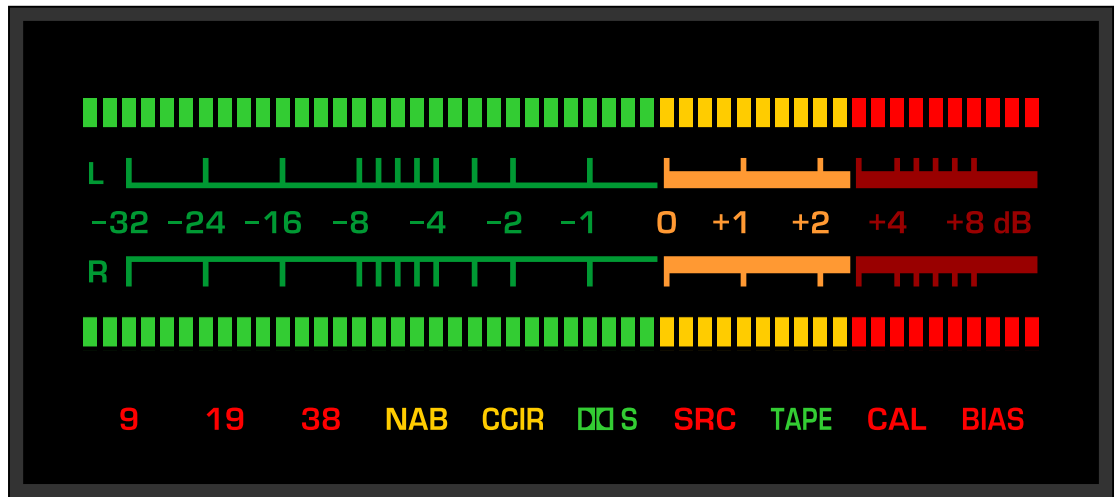 L
−32 −24 −16 −8 −4 −2 −1 0 +1 +2 +4 +8 dB
R
9 19 38 NAB CCIR S SRC TAPE CAL BIAS